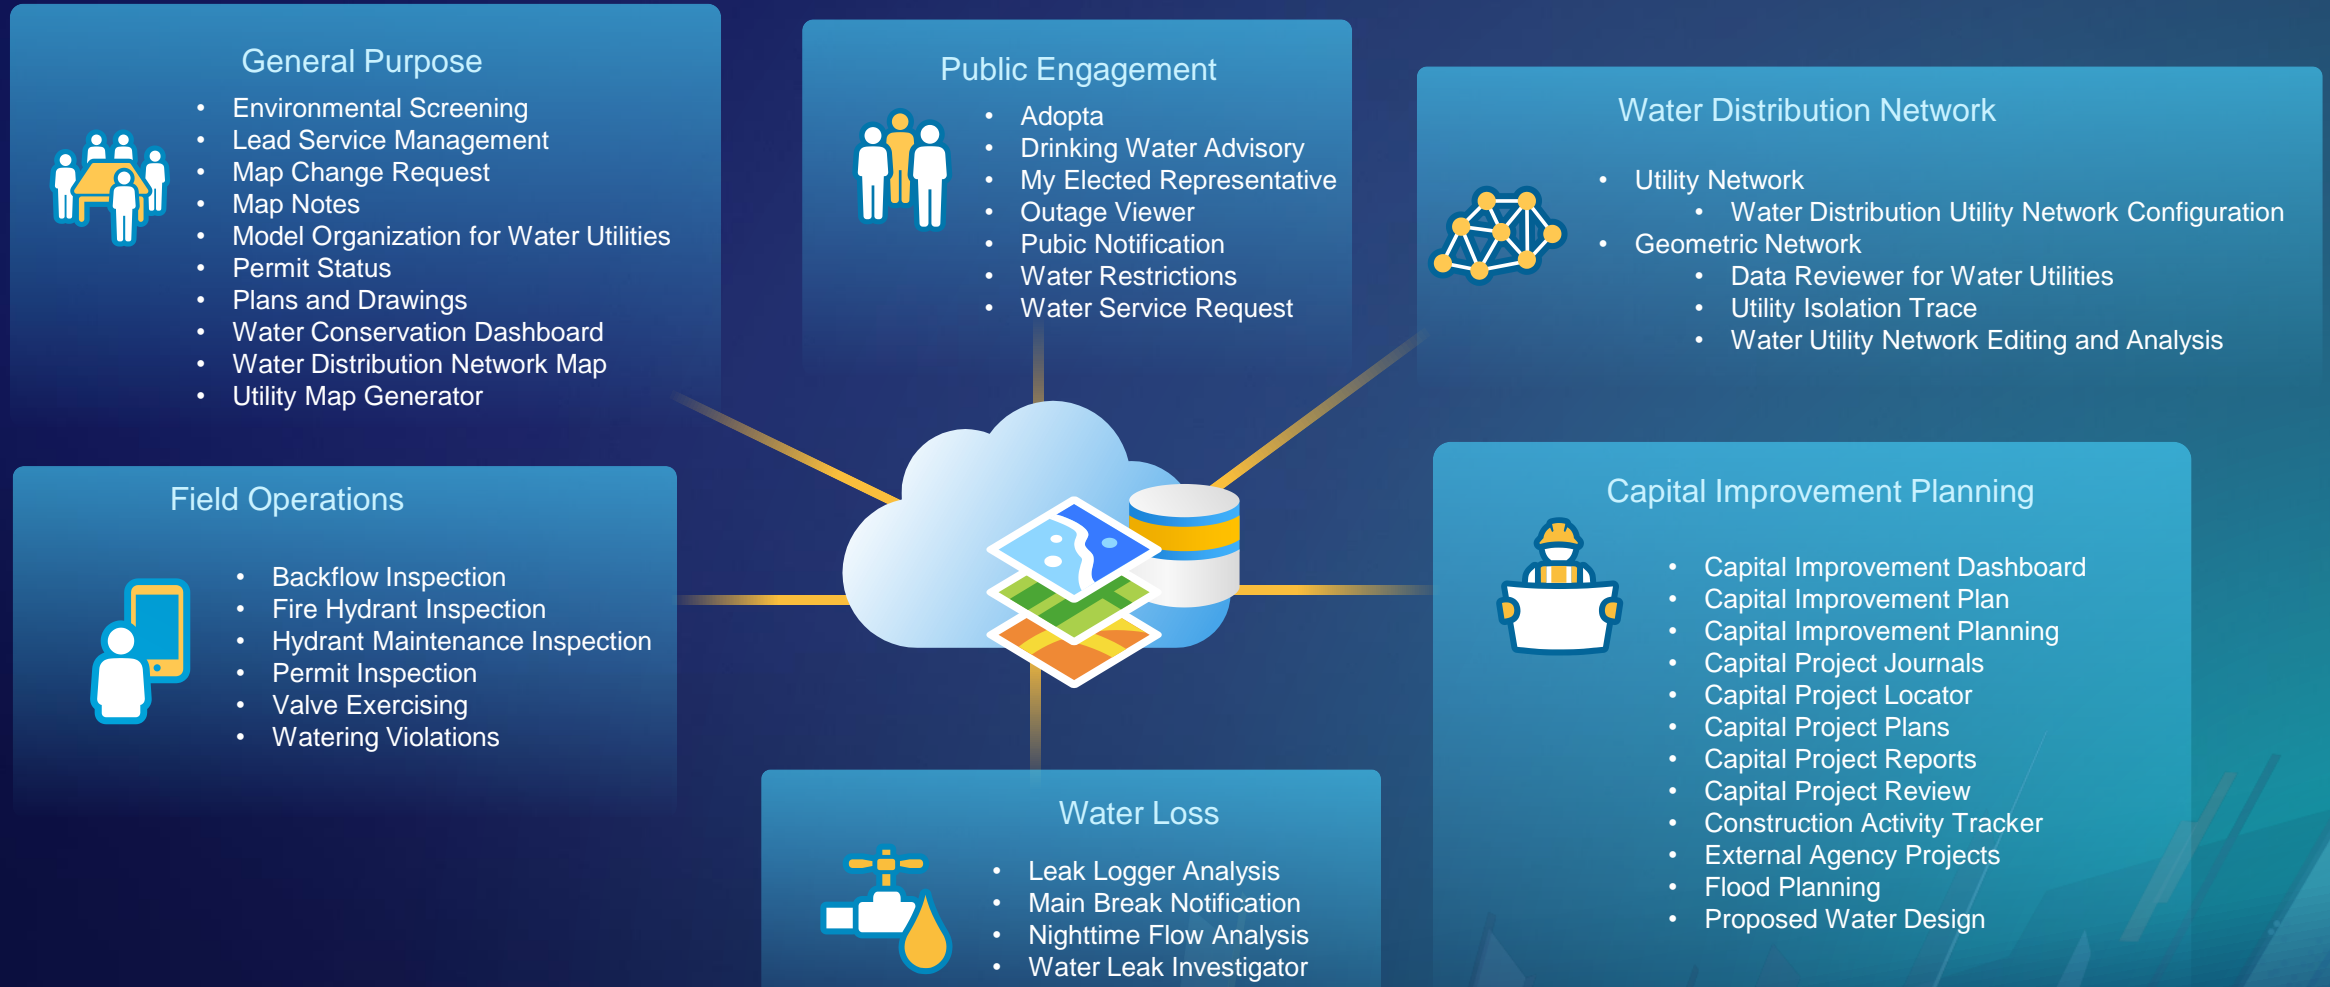 General Purpose
• Environmental Screening
• Lead Service Management
• Map Change Request
• Map Notes
• Model Organization for Water Utilities
• Permit Status
• Plans and Drawings
• Water Conservation Dashboard
• Water Distribution Network Map
• Utility Map Generator
Public Engagement
• Adopta
• Drinking Water Advisory
• My Elected Representative
• Outage Viewer
• Pubic Notification
• Water Restrictions
• Water Service Request
Water Distribution Network
• Utility Network
• Water Distribution Utility Network Configuration
• Geometric Network
• Data Reviewer for Water Utilities
• Utility Isolation Trace
• Water Utility Network Editing and Analysis
Field Operations
• Backflow Inspection
• Fire Hydrant Inspection
• Hydrant Maintenance Inspection
• Permit Inspection
• Valve Exercising
• Watering Violations
Water Loss
• Leak Logger Analysis
• Main Break Notification
• Nighttime Flow Analysis
• Water Leak Investigator
Capital Improvement Planning
• Capital Improvement Dashboard
• Capital Improvement Plan
• Capital Improvement Planning
• Capital Project Journals
• Capital Project Locator
• Capital Project Plans
• Capital Project Reports
• Capital Project Review
• Construction Activity Tracker
• External Agency Projects
• Flood Planning
• Proposed Water Design